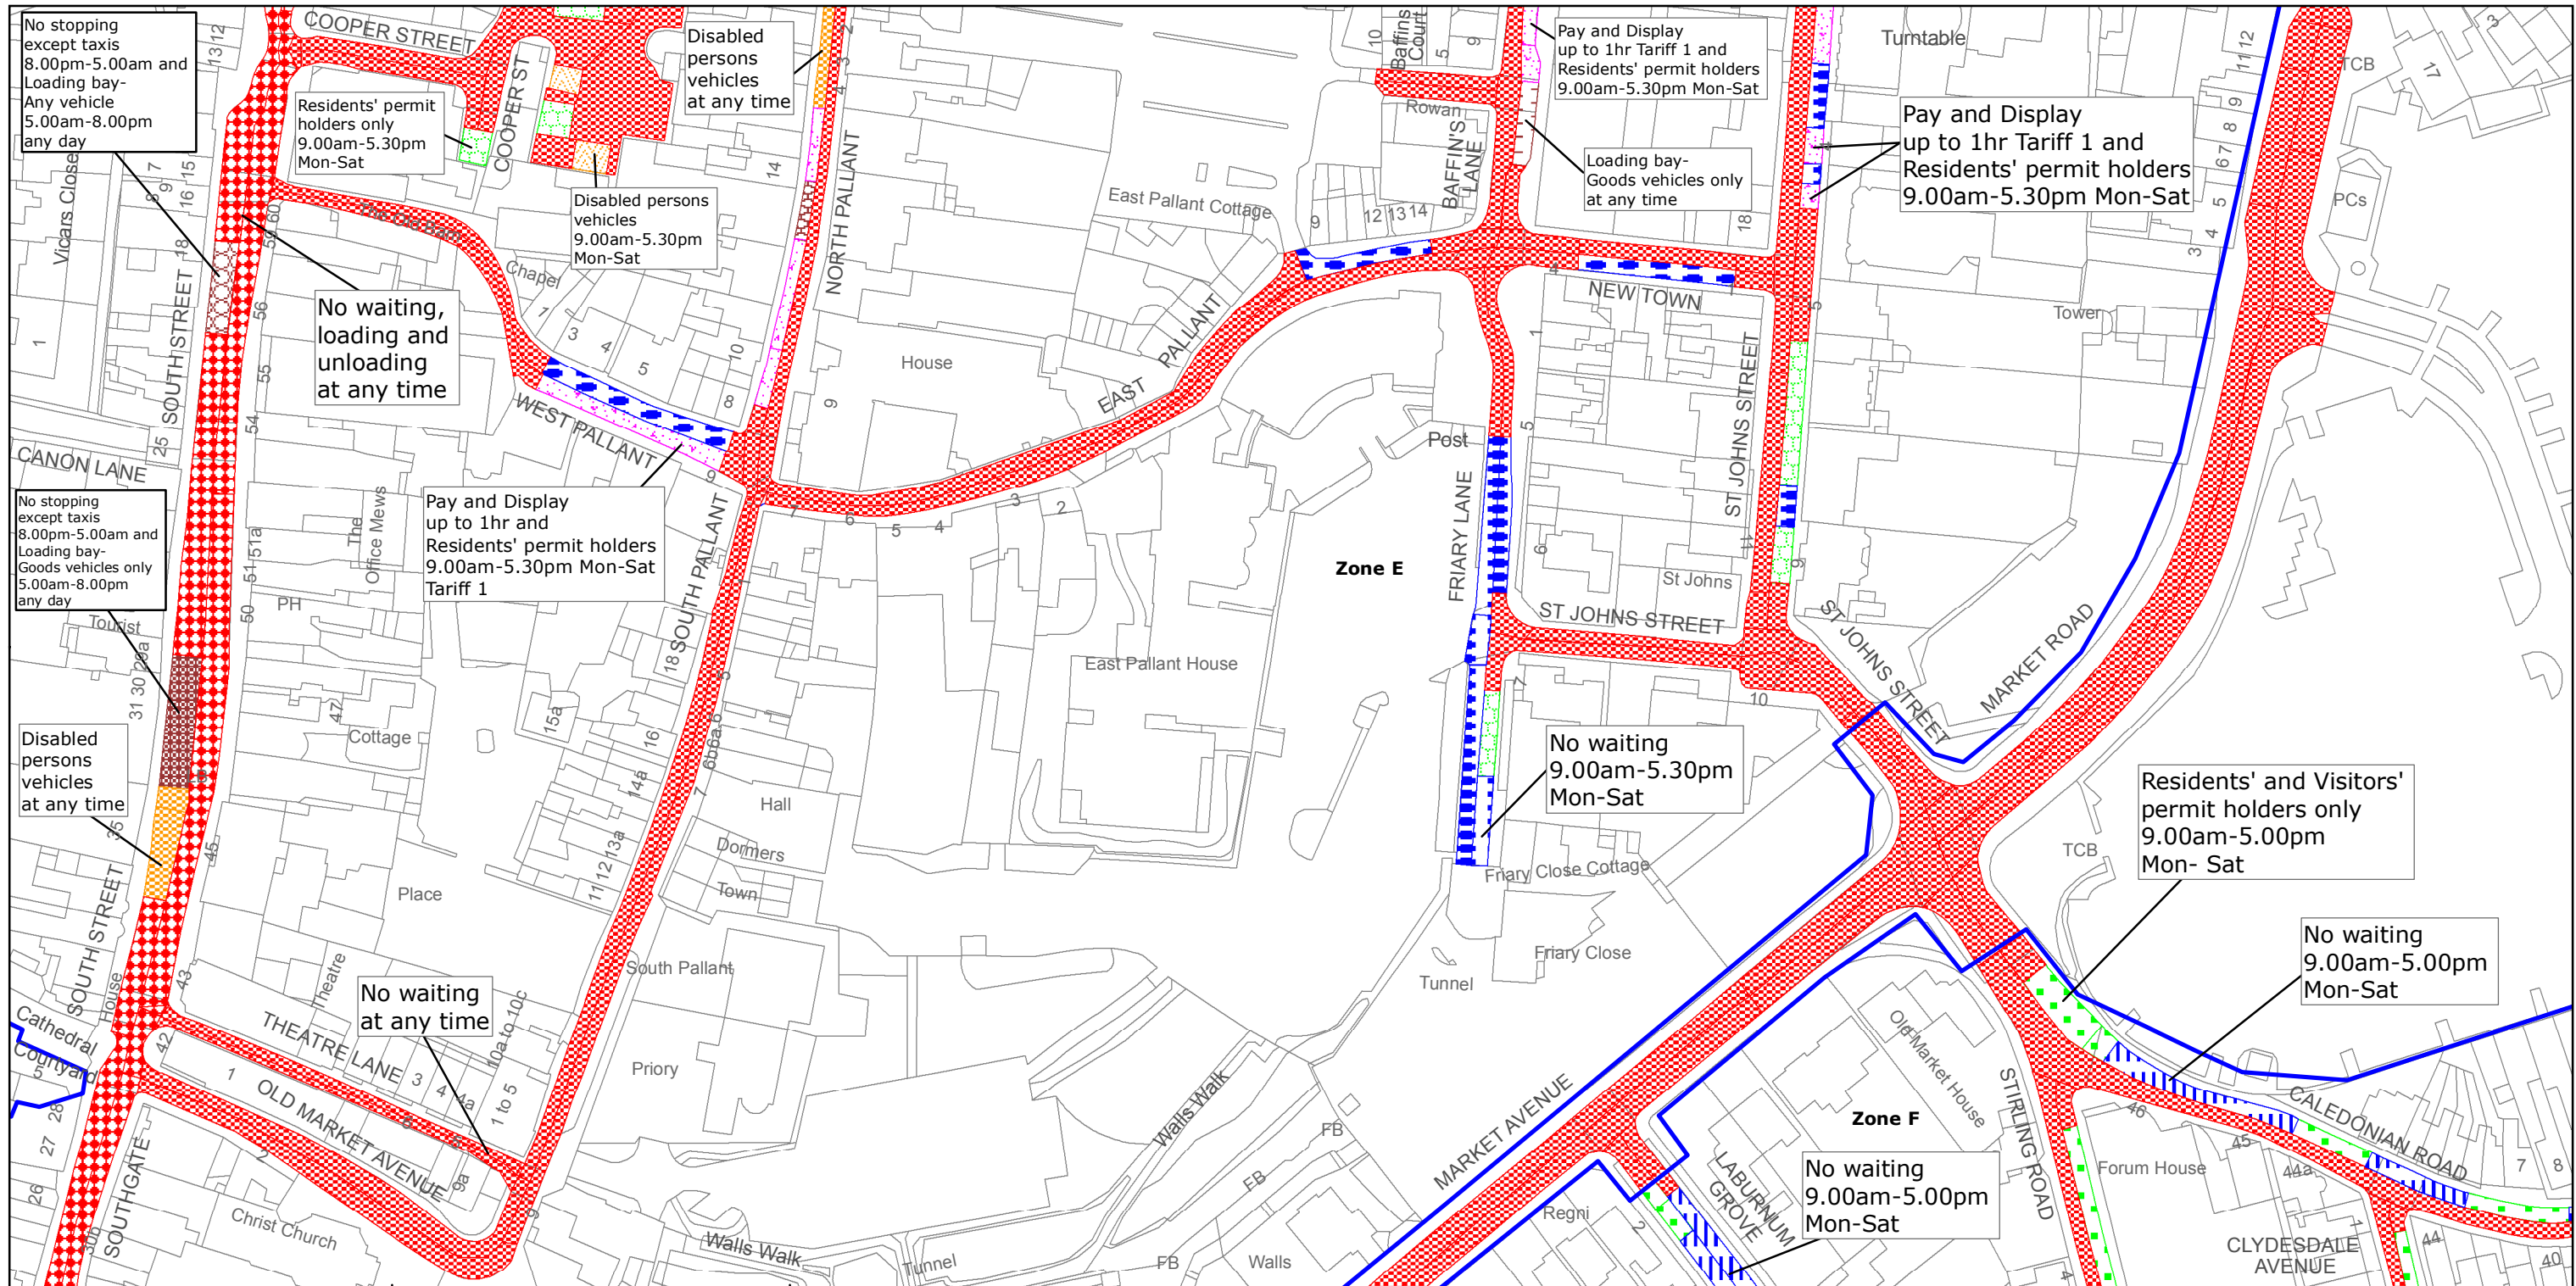 No stopping
except taxis
8.00pm-5.00am and
Loading bay-
Any vehicle
5.00am-8.00pm
any day
COOPER STREET
Residents' permit
holders only
9.00am-5.30pm
Mon-Sat
COOPER ST
Disabled
persons
vehicles
at any time
Disabled persons
vehicles
9.00am-5.30pm
Mon-Sat
NORTH PALLANT
East Pallant Cottage
Baffins
Court
Rowan
BAFFIN'S
LANE
Pay and Display
up to 1hr Tariff 1 and
Residents' permit holders
9.00am-5.30pm Mon-Sat
Loading bay-
Goods vehicles only
at any time
Turntable
Pay and Display
up to 1hr Tariff 1 and
Residents' permit holders
9.00am-5.30pm Mon-Sat
TCB
PCs
Tower
Vicars Close
SOUTH STREET
No waiting,
loading and
unloading
at any time
Chapel
WEST PALLANT
House
EAST
PALLANT
NEW TOWN
ST JOHNS STREET
CANON LANE
No stopping
except taxis
8.00pm-5.00am and
Loading bay-
Goods vehicles only
5.00am-8.00pm
any day
Tourist
The
Office Mews
PH
Pay and Display
up to 1hr and
Residents' permit holders
9.00am-5.30pm Mon-Sat
Tariff 1
SOUTH PALLANT
Post
Zone E
FRIARY LANE
St Johns
ST JOHNS STREET
East Pallant House
ST JOHNS STREET
MARKET ROAD
Disabled
persons
vehicles
at any time
Cottage
Hall
Dormers
Town
Place
No waiting
9.00am-5.30pm
Mon-Sat
Friary Close Cottage
Friary Close
Tunnel
TCB
Residents' and Visitors'
permit holders only
9.00am-5.00pm
Mon- Sat
No waiting
9.00am-5.00pm
Mon-Sat
SOUTH STREET
House
Theatre
No waiting
at any time
South Pallant
Priory
Cathedral
Courtyard
THEATRE LANE
OLD MARKET AVENUE
SOUTHGATE
Christ Church
Walls Walk
Tunnel
Walls Walk
FB
FB
FB
Walls
MARKET AVENUE
Regni
Old Market House
Zone F
LABURNUM
GROVE
No waiting
9.00am-5.00pm
Mon-Sat
STIRLING ROAD
CALEDONIAN ROAD
Forum House
CLYDESDALE
AVENUE